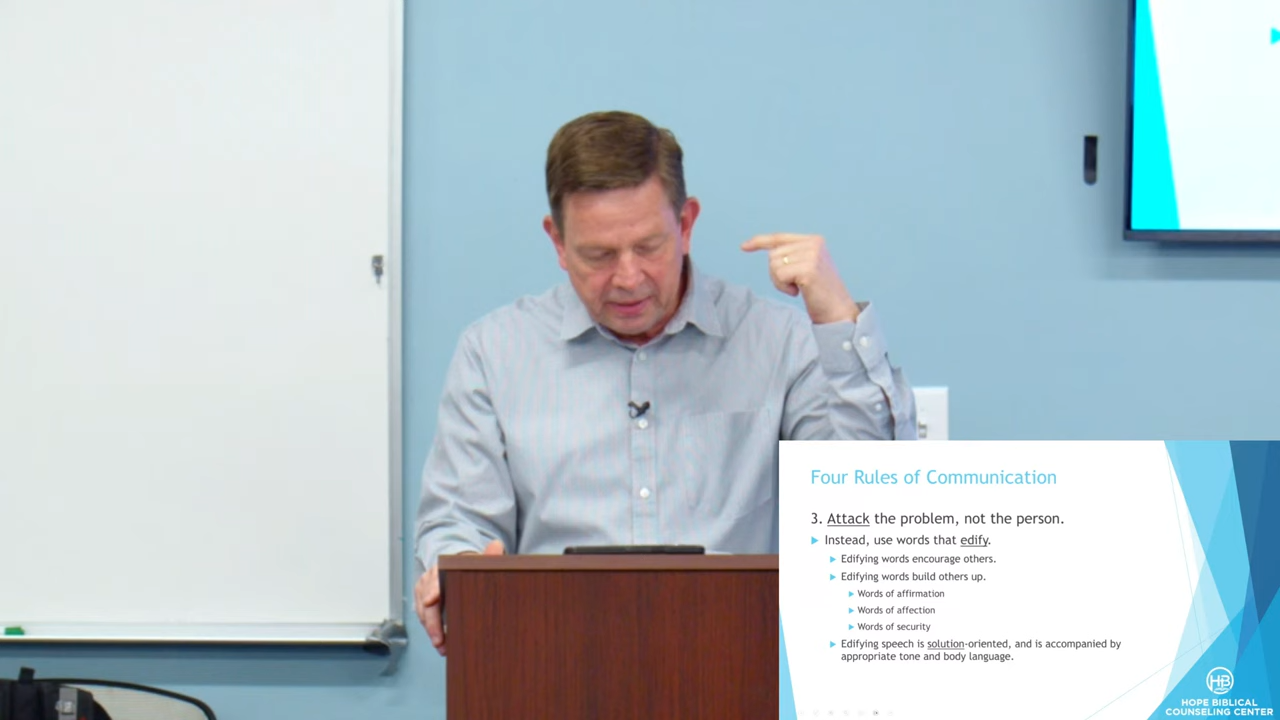 Four Rules of Communication
3. Attack the problem, not the person.
Instead, use words that edify.
Edifying words encourage others.
Edifying words build others up.
Words of affirmation
Words of affection
Words of security
Edifying speech is solution-oriented, and is accompanied by
appropriate tone and body language.
HB
HOPE BIBLICAL
COUNSELING CENTER